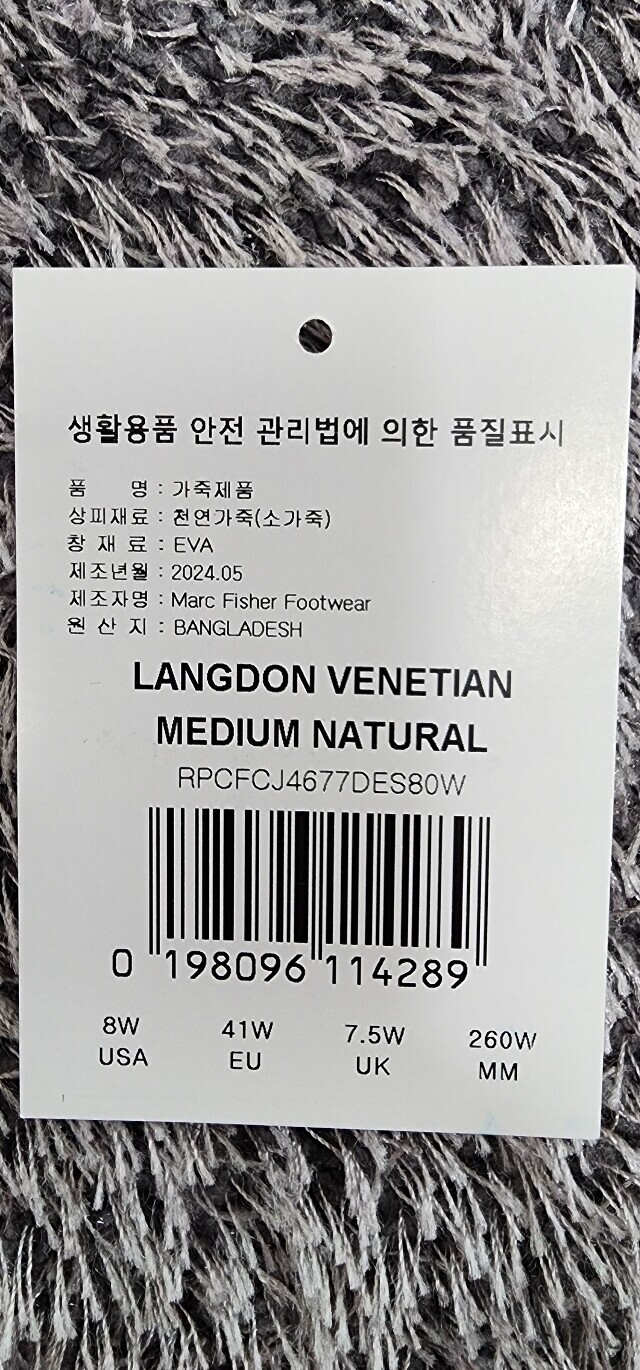 생활용품 안전 관리법에 의한 품질표시
품 명 : 가죽제품
상피재료 : 천연가죽(소가죽)
창 재 료 : EVA
제조년월 : 2024.05
제조자명 : Marc Fisher Footwear
원 산 지 : BANGLADESH
LANGDON VENETIAN
MEDIUM NATURAL
RPCFCJ4677DES80W
0 198096 114289
8W 41W 7.5W 260W
USA EU UK MM